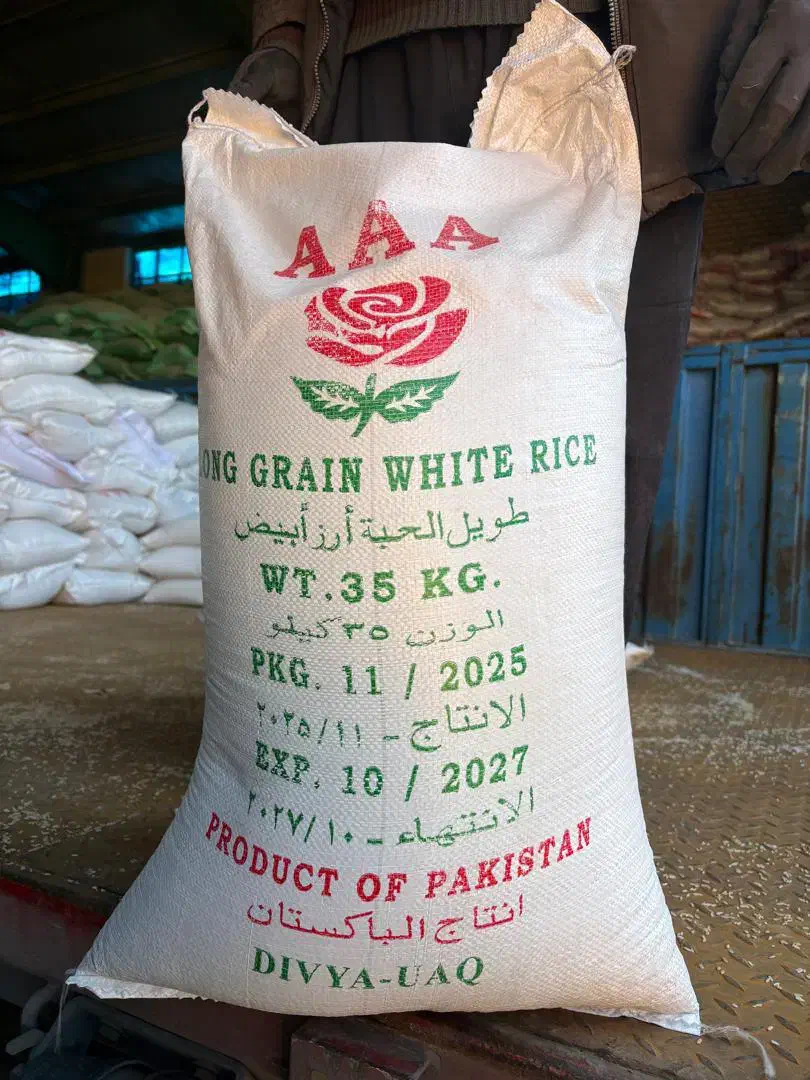 AAA
LONG GRAIN WHITE RICE
طويل الحبة أرز أبيض
WT. 35 KG.
الوزن ٣٥ كيلو
PKG. 11 / 2025
الانتاج - ٢٠٢٥/١١
EXP. 10 / 2027
الانتهاء - ٢٠٢٧/١٠
PRODUCT OF PAKISTAN
انتاج الباكستان
DIVYA-UAQ